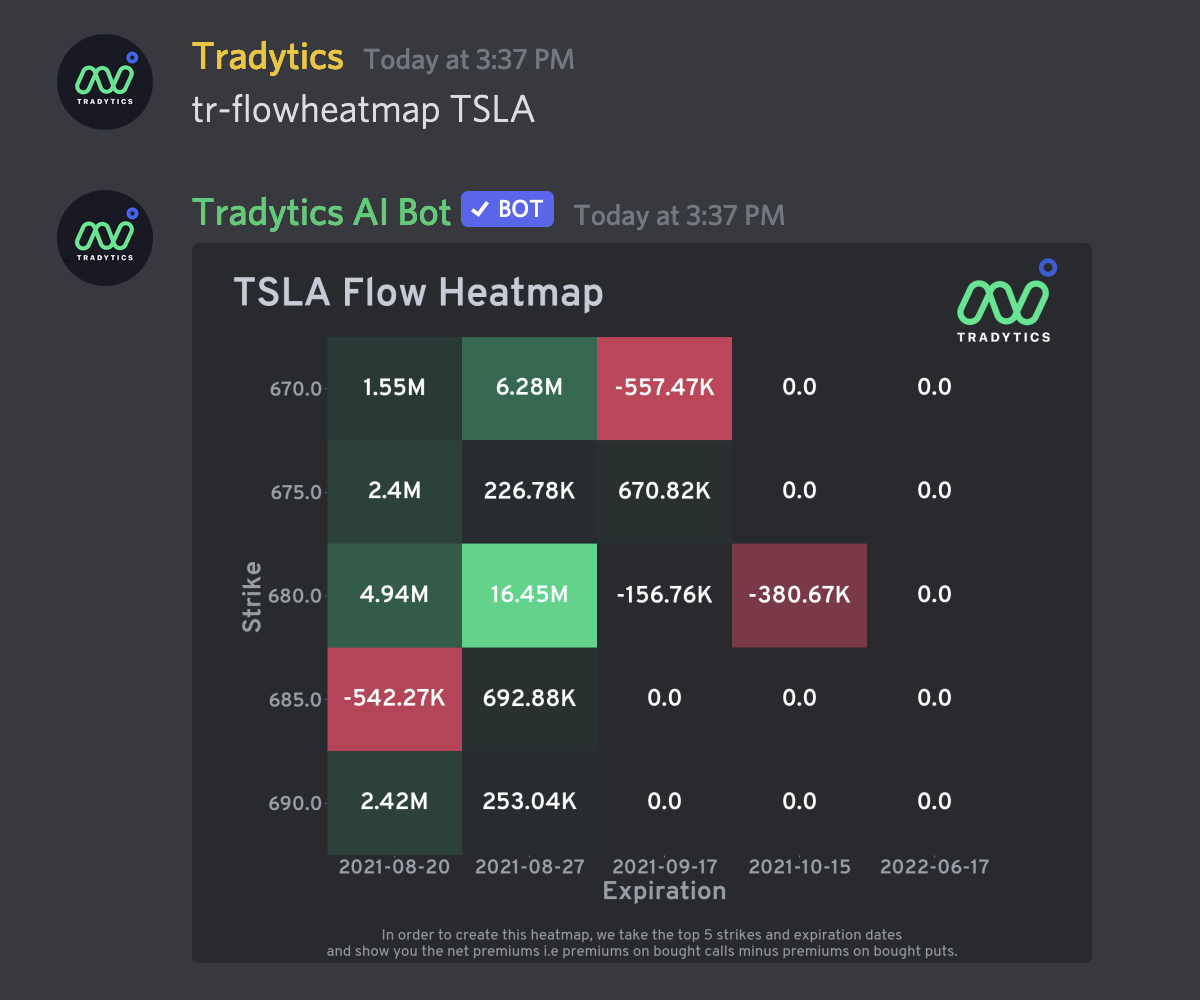 Tradytics Today at 3:37 PM
TRADYTICS
tr-flowheatmap TSLA
Tradytics AI Bot BOT Today at 3:37 PM
TRADYTICS
TSLA Flow Heatmap
TRADYTICS
670.0 1.55M 6.28M -557.47K 0.0 0.0
675.0 2.4M 226.78K 670.82K 0.0 0.0
Strike
680.0 4.94M 16.45M -156.76K -380.67K 0.0
685.0 -542.27K 692.88K 0.0 0.0 0.0
690.0 2.42M 253.04K 0.0 0.0 0.0
2021-08-20 2021-08-27 2021-09-17 2021-10-15 2022-06-17
Expiration
In order to create this heatmap, we take the top 5 strikes and expiration dates
and show you the net premiums i.e premiums on bought calls minus premiums on bought puts.